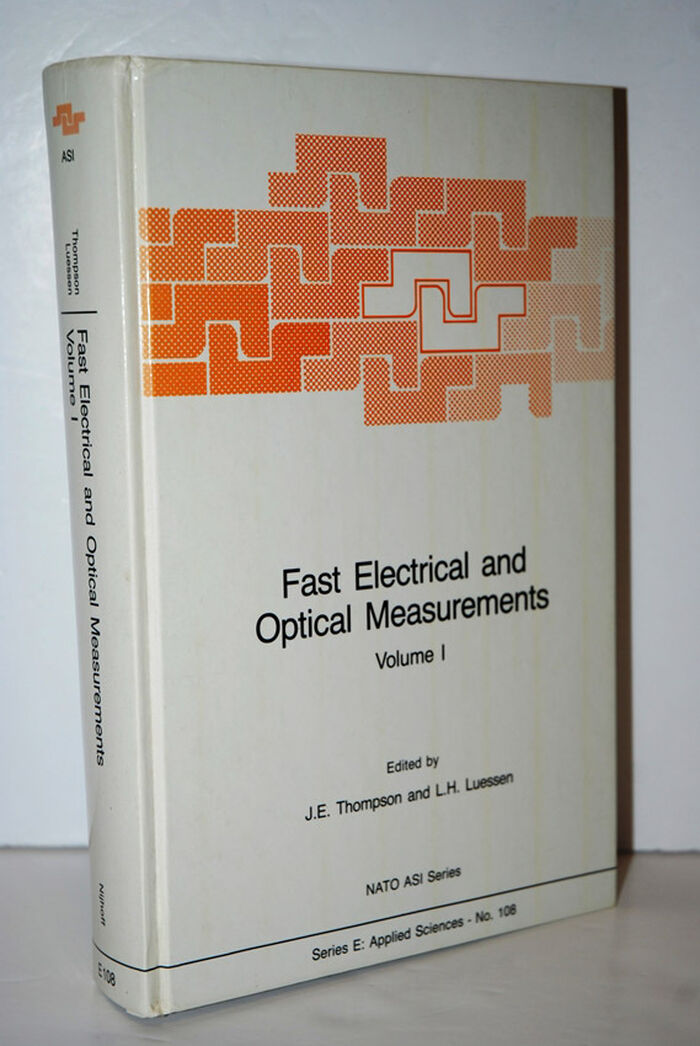 ASI
Thompson
Luessen
Fast Electrical and Optical Measurements
Volume I
Nijhoff
E 108
Fast Electrical and
Optical Measurements
Volume I
Edited by
J.E. Thompson and L.H. Luessen
NATO ASI Series
Series E: Applied Sciences - No. 108